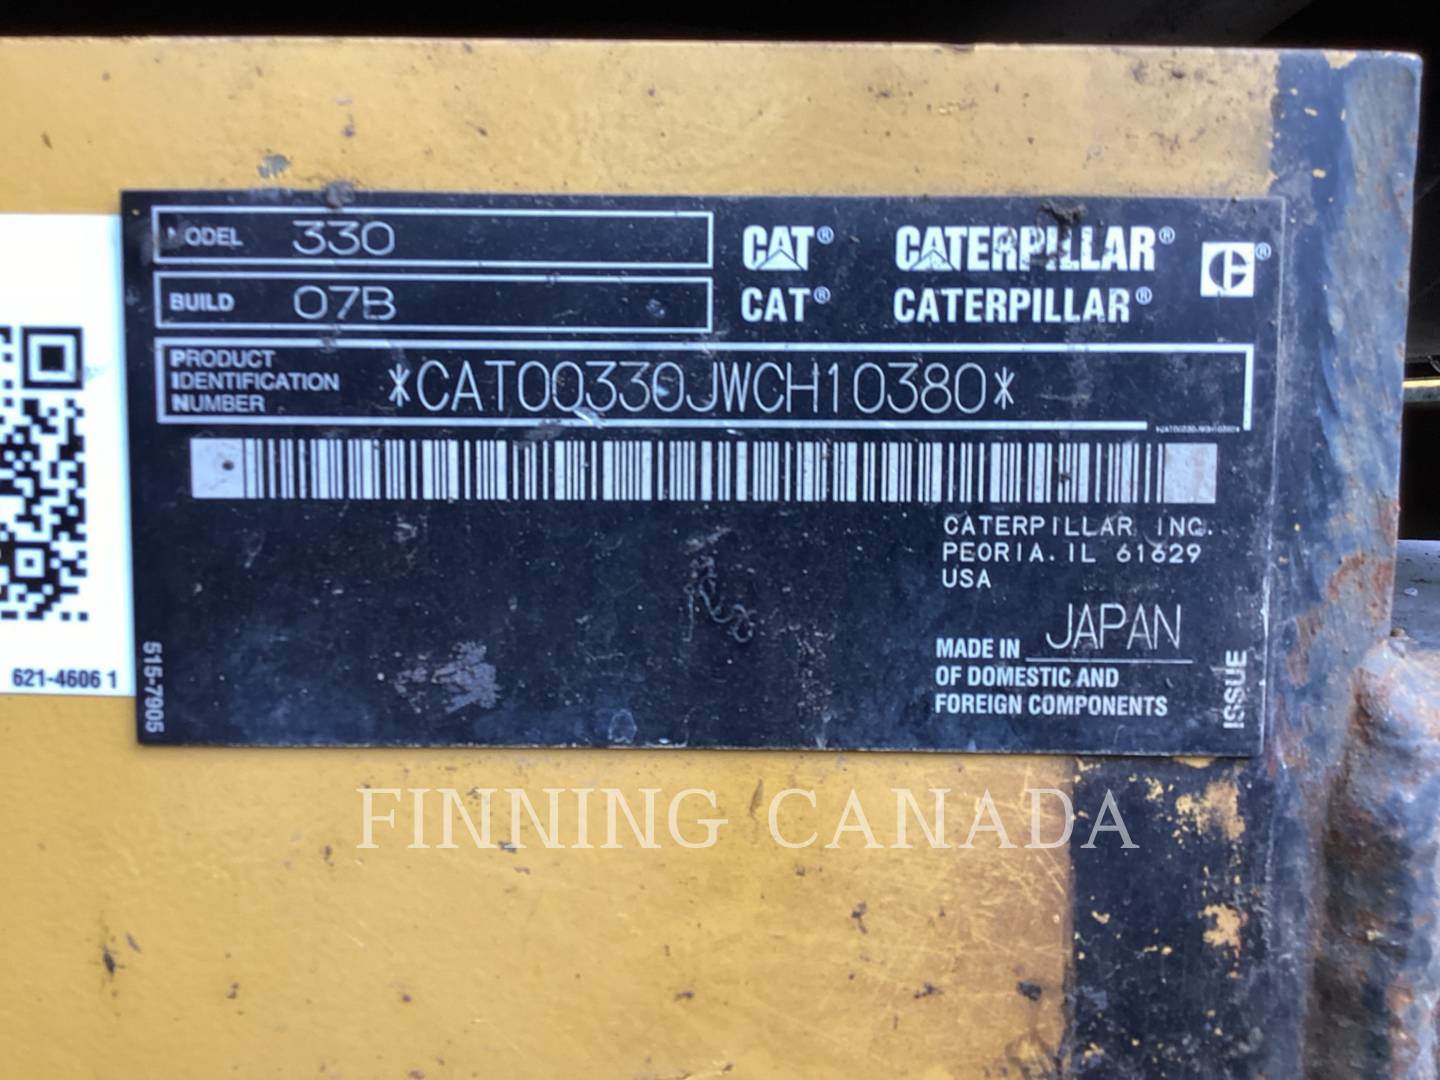 MODEL 330
BUILD 07B
CAT® CATERPILLAR® ®
CAT® CATERPILLAR®
PRODUCT
IDENTIFICATION
NUMBER
*CAT00330JWCH10380*
CATERPILLAR INC.
PEORIA. IL 61629
USA
MADE IN JAPAN
OF DOMESTIC AND
FOREIGN COMPONENTS
ISSUE
515-7905
621-4606 1
FINNING CANADA